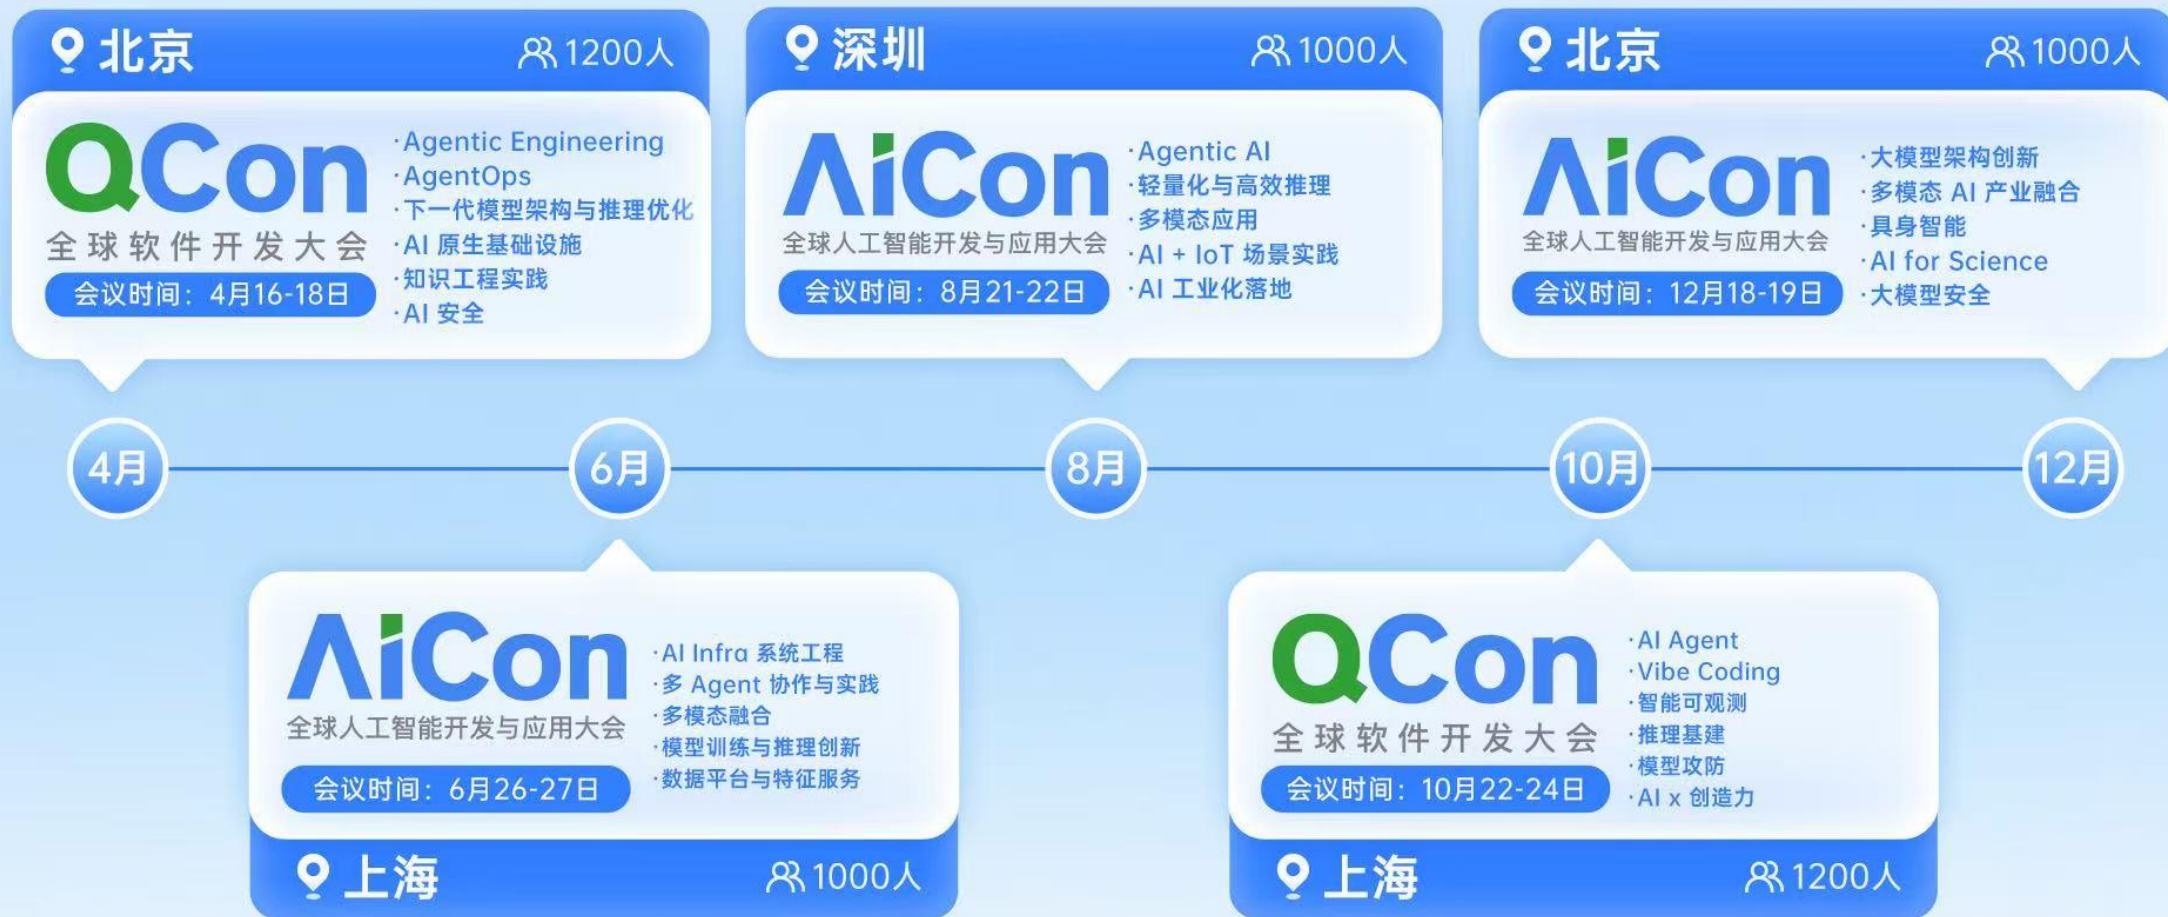 北京
1200人
QCon
全球软件开发大会
会议时间：4月16-18日
·Agentic Engineering
·AgentOps
·下一代模型架构与推理优化
·AI 原生基础设施
·知识工程实践
·AI 安全
深圳
1000人
AiCon
全球人工智能开发与应用大会
会议时间：8月21-22日
·Agentic AI
·轻量化与高效推理
·多模态应用
·AI + IoT 场景实践
·AI 工业化落地
北京
1000人
AiCon
全球人工智能开发与应用大会
会议时间：12月18-19日
·大模型架构创新
·多模态 AI 产业融合
·具身智能
·AI for Science
·大模型安全
4月
6月
8月
10月
12月
AiCon
全球人工智能开发与应用大会
会议时间：6月26-27日
·AI Infra 系统工程
·多 Agent 协作与实践
·多模态融合
·模型训练与推理创新
·数据平台与特征服务
上海
1000人
QCon
全球软件开发大会
会议时间：10月22-24日
·AI Agent
·Vibe Coding
·智能可观测
·推理基建
·模型攻防
·AI x 创造力
上海
1200人